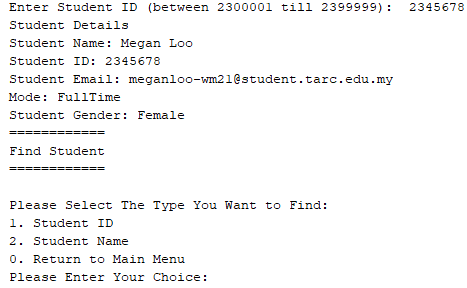 Enter Student ID (between 2300001 till 2399999):  2345678
Student Details
Student Name: Megan Loo
Student ID: 2345678
Student Email: meganloo-wm21@student.tarc.edu.my
Mode: FullTime
Student Gender: Female
============
Find Student
============
Please Select The Type You Want to Find:
1. Student ID
2. Student Name
0. Return to Main Menu
Please Enter Your Choice: